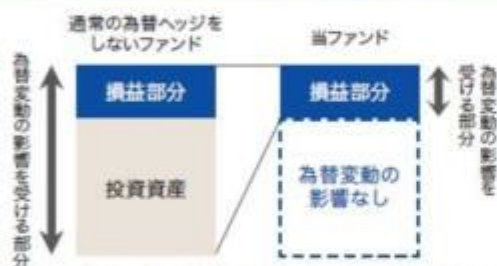 通常の為替ヘッジを
しないファンド
当ファンド
為替変動の影響を受ける部分
損益部分
投資資産
損益部分
為替変動の
影響なし
為替変動の影響を
受ける部分